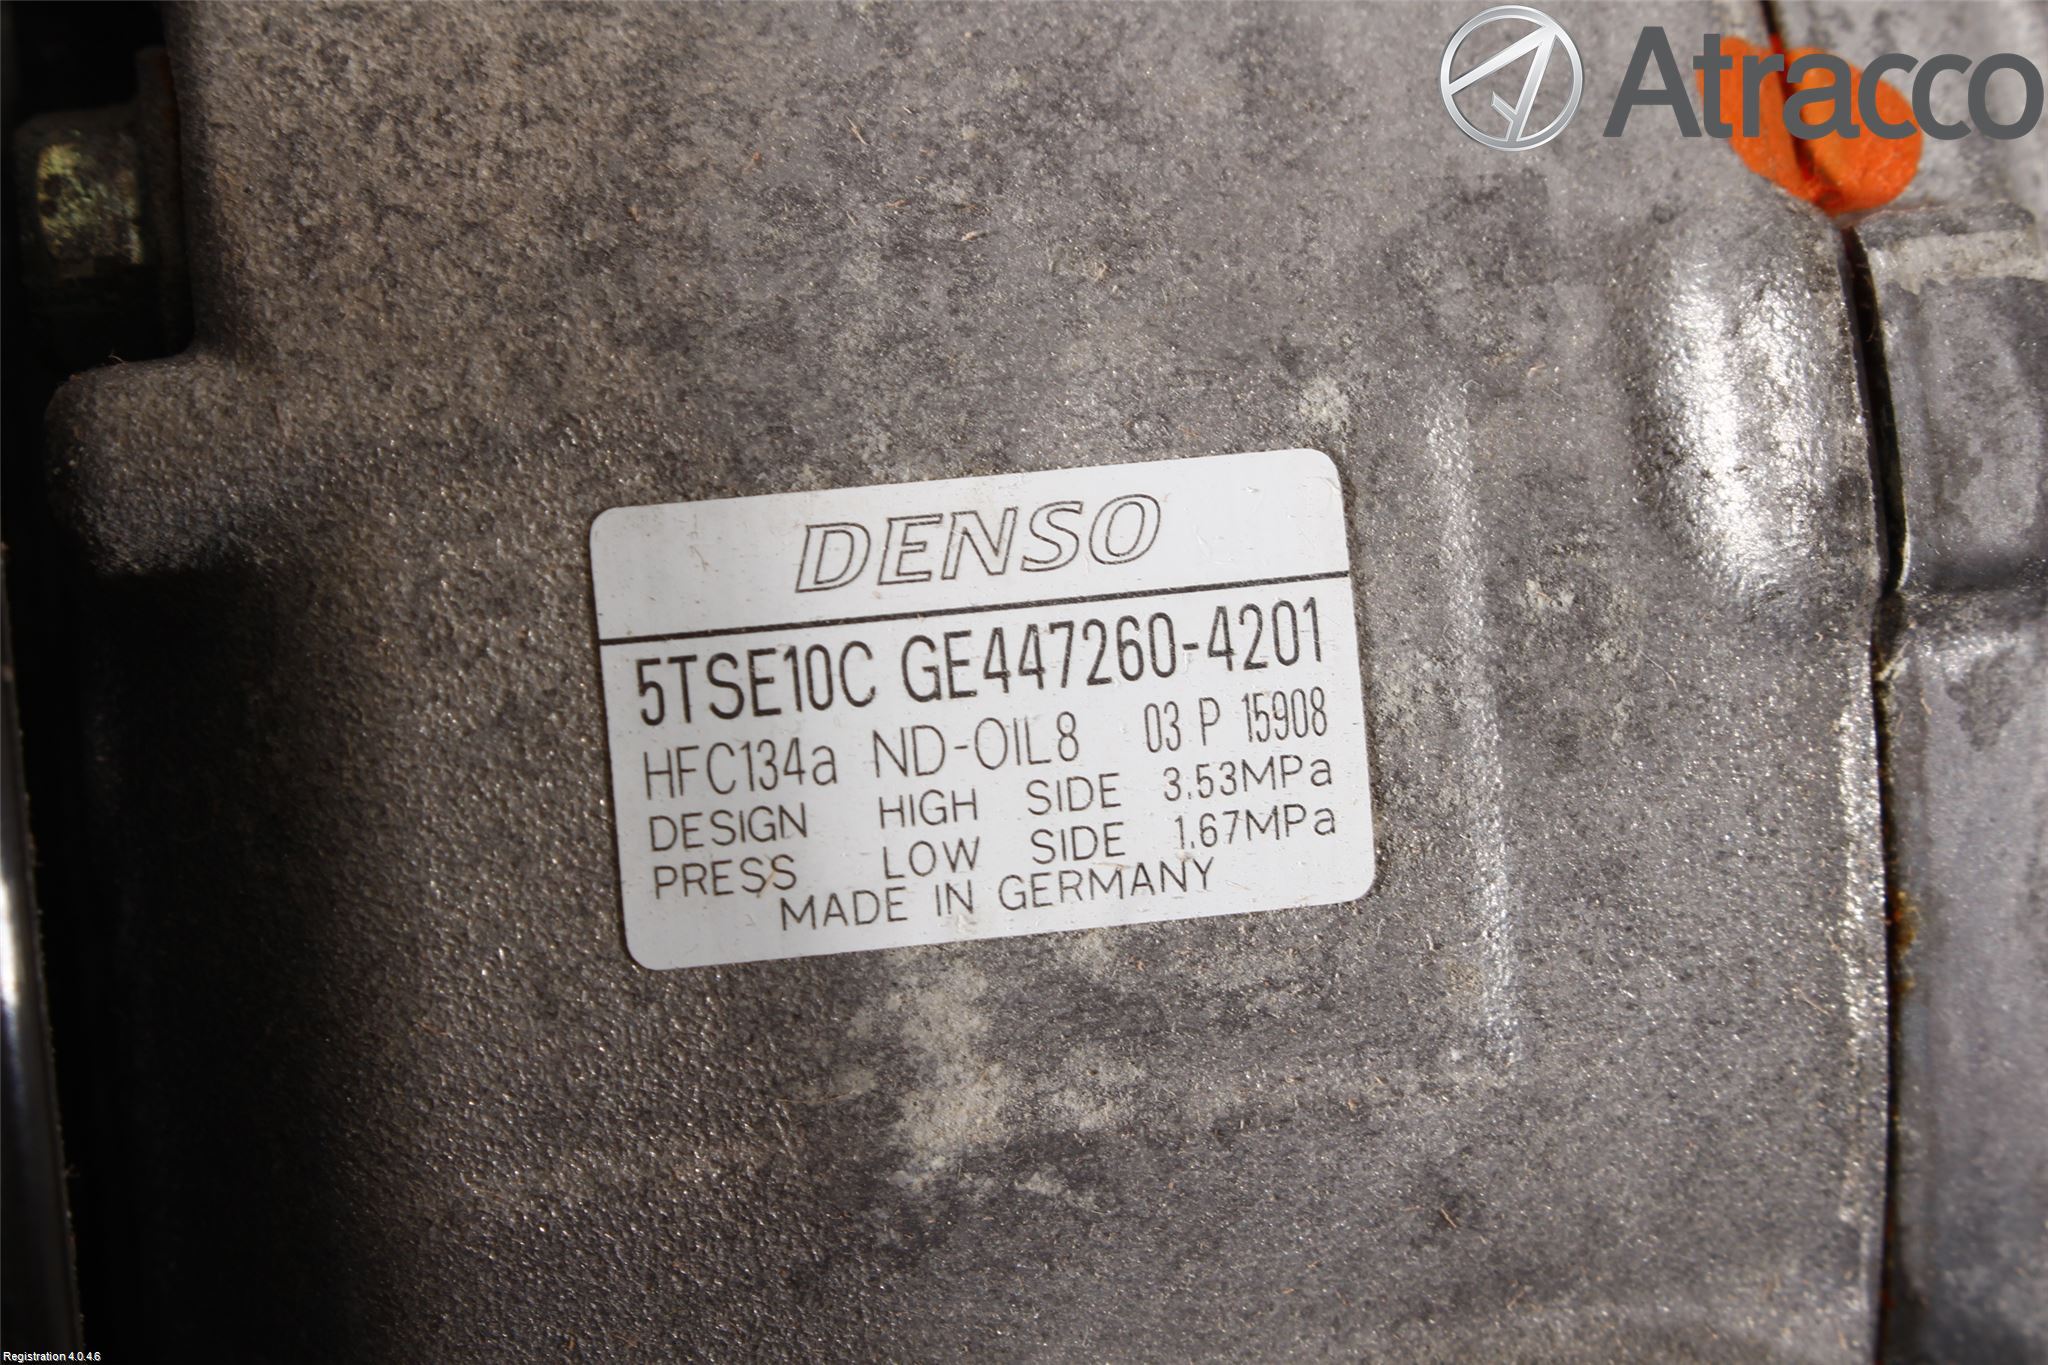 Atracco
DENSO
5TSE10C GE447260-4201
HFC134a ND-OIL8 03 P 15908
DESIGN HIGH SIDE 3.53MPa
PRESS LOW SIDE 1.67MPa
MADE IN GERMANY
Registration 4.0.4.6